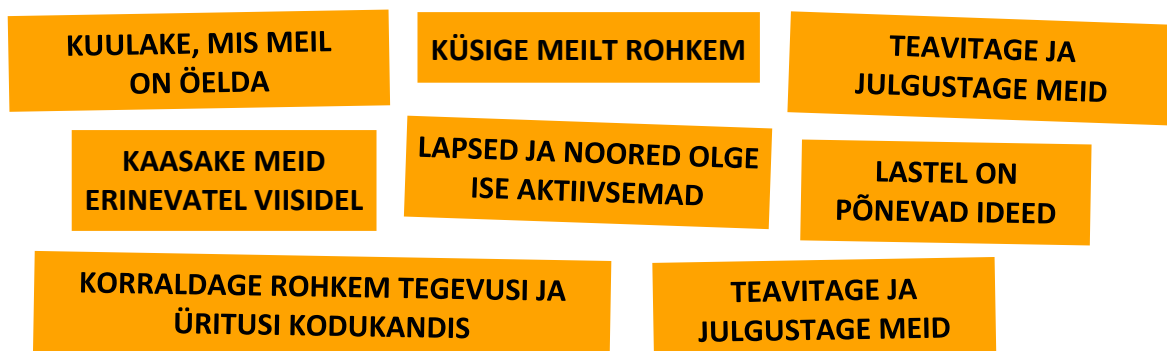 KUULAKE, MIS MEIL
ON ÖELDA
KÜSIGE MEILT ROHKEM
TEAVITAGE JA
JULGUSTAGE MEID
KAASAKE MEID
ERINEVATEL VIISIDEL
LAPSED JA NOORED OLGE
ISE AKTIIVSEMAD
LASTEL ON
PÕNEVAD IDEED
KORRALDAGE ROHKEM TEGEVUSI JA
ÜRITUSI KODUKANDIS
TEAVITAGE JA
JULGUSTAGE MEID